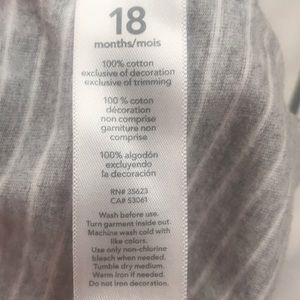 18
months/mois
100% cotton
exclusive of decoration
exclusive of trimming
100 % coton
décoration
non comprise
garniture non
comprise
100% algodón
excluyendo
la decoración
RN# 35623
CA# 53061
Wash before use.
Turn garment inside out.
Machine wash cold with
like colors.
Use only non-chlorine
bleach when needed.
Tumble dry medium.
Warm iron if needed.
Do not iron decoration.